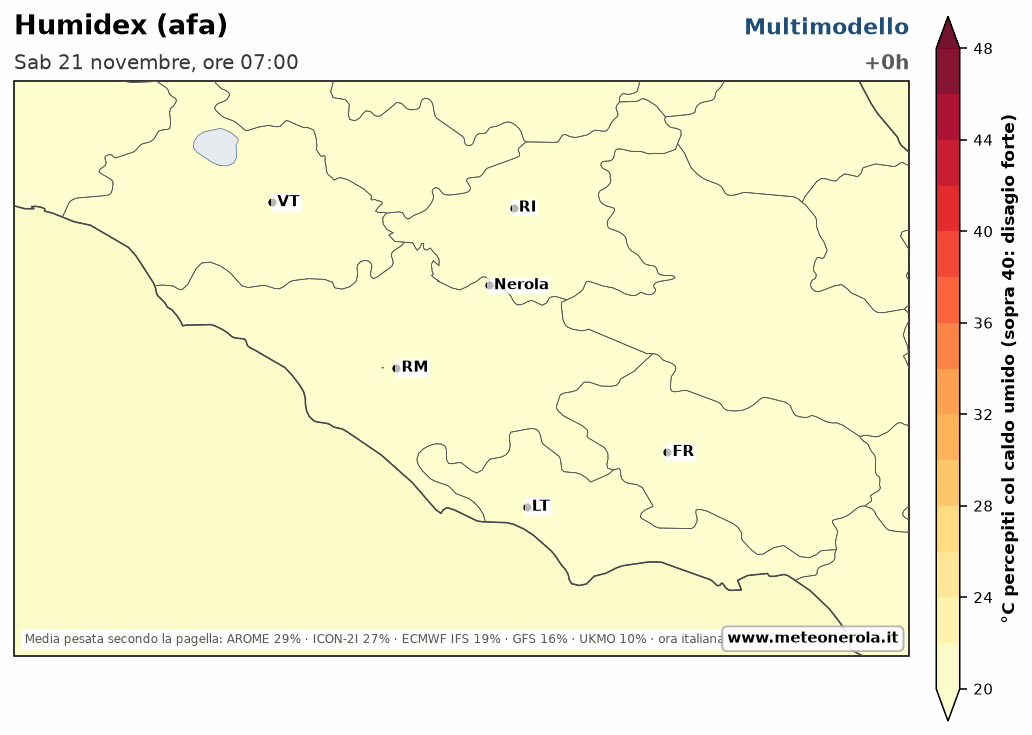 Humidex (afa)
Multimodello
Sab 21 novembre, ore 07:00
+0h
VT
RI
Nerola
RM
FR
LT
Media pesata secondo la pagella: AROME 29% · ICON-2I 27% · ECMWF IFS 19% · GFS 16% · UKMO 10% · ora italiana
www.meteonerola.it
48
44
40
36
32
28
24
20
°C percepiti col caldo umido (sopra 40: disagio forte)